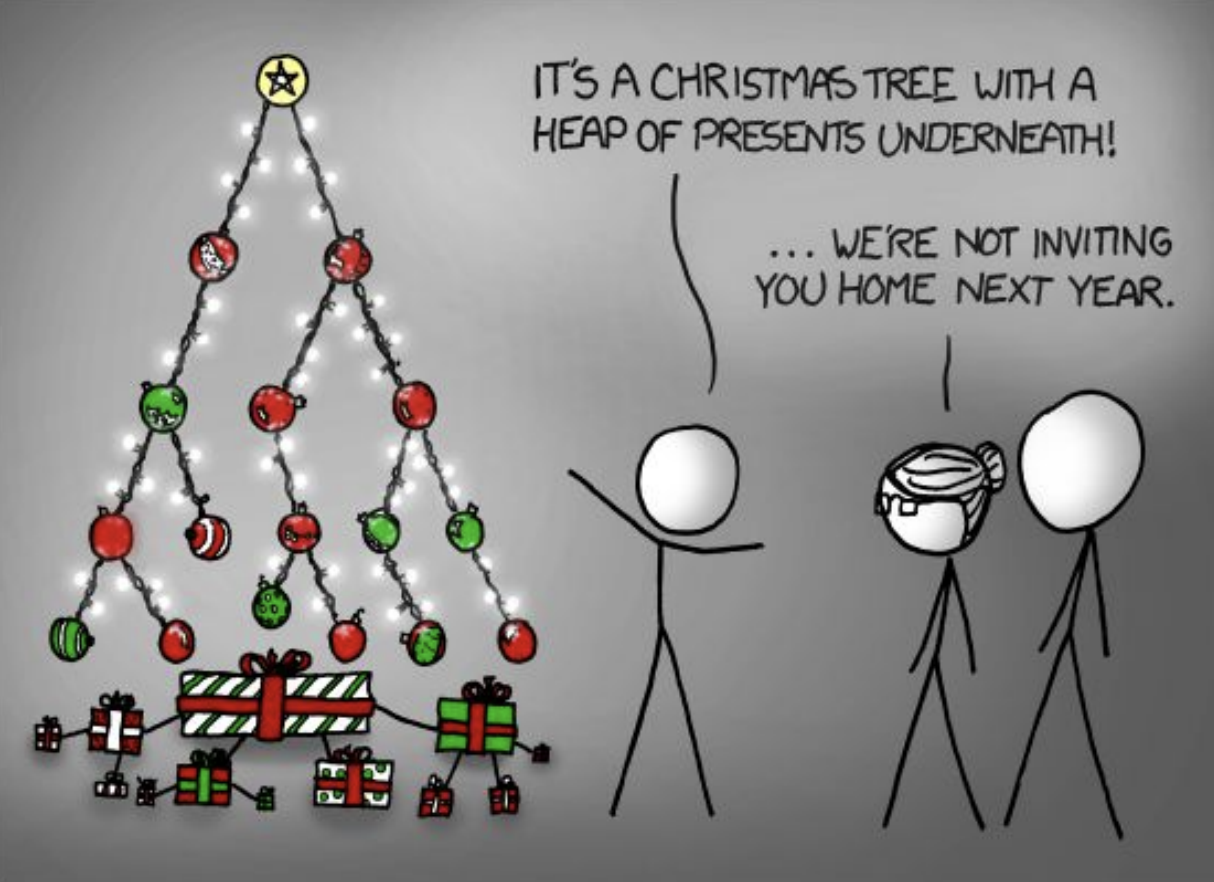 IT'S A CHRISTMAS TREE WITH A
HEAP OF PRESENTS UNDERNEATH!
... WE'RE NOT INVITING
YOU HOME NEXT YEAR.